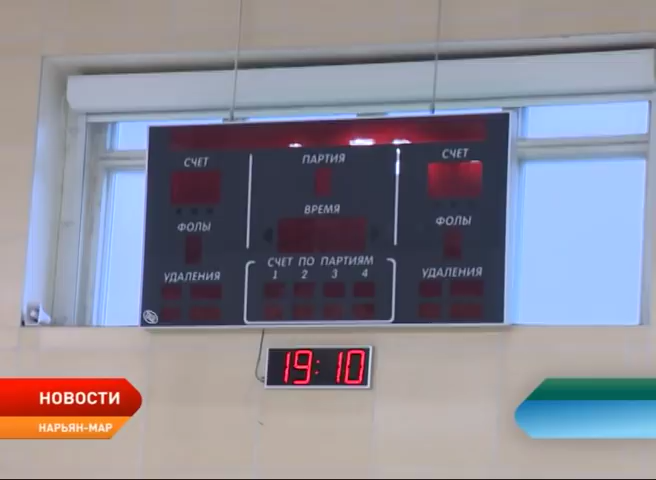 СЧЕТ ПАРТИЯ СЧЕТ
ВРЕМЯ
ФОЛЫ ФОЛЫ
СЧЕТ ПО ПАРТИЯМ
1 2 3 4
УДАЛЕНИЯ УДАЛЕНИЯ
19:10
НОВОСТИ
НАРЬЯН-МАР